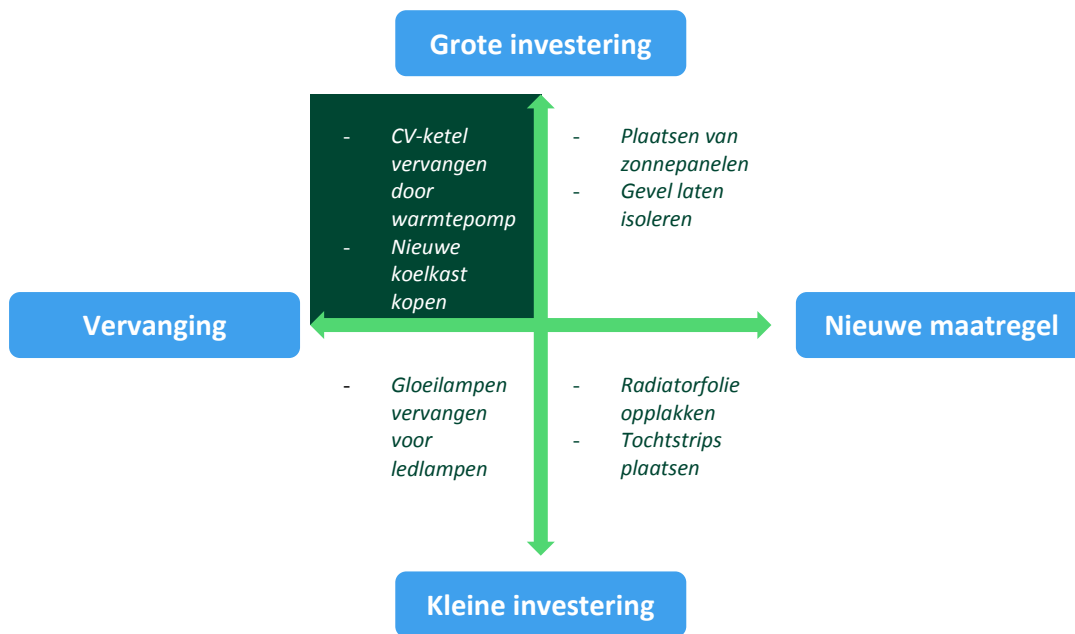 Grote investering
- CV-ketel
vervangen
door
warmtepomp
- Nieuwe
koelkast
kopen
- Plaatsen van
zonnepanelen
- Gevel laten
isoleren
Vervanging
Nieuwe maatregel
- Gloeilampen
vervangen
voor
ledlampen
- Radiatorfolie
opplakken
- Tochtstrips
plaatsen
Kleine investering